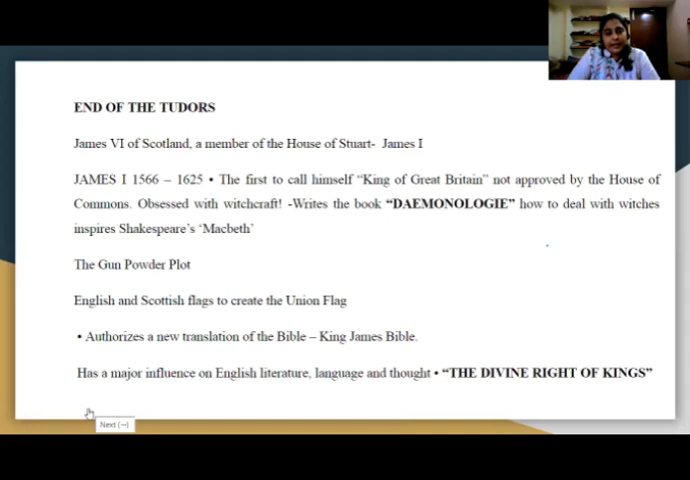 END OF THE TUDORS
James VI of Scotland, a member of the House of Stuart- James I
JAMES I 1566 – 1625 • The first to call himself “King of Great Britain” not approved by the House of
Commons. Obsessed with witchcraft! -Writes the book “DAEMONOLOGIE” how to deal with witches
inspires Shakespeare’s ‘Macbeth’
The Gun Powder Plot
English and Scottish flags to create the Union Flag
• Authorizes a new translation of the Bible – King James Bible.
Has a major influence on English literature, language and thought • “THE DIVINE RIGHT OF KINGS”
Next (→)